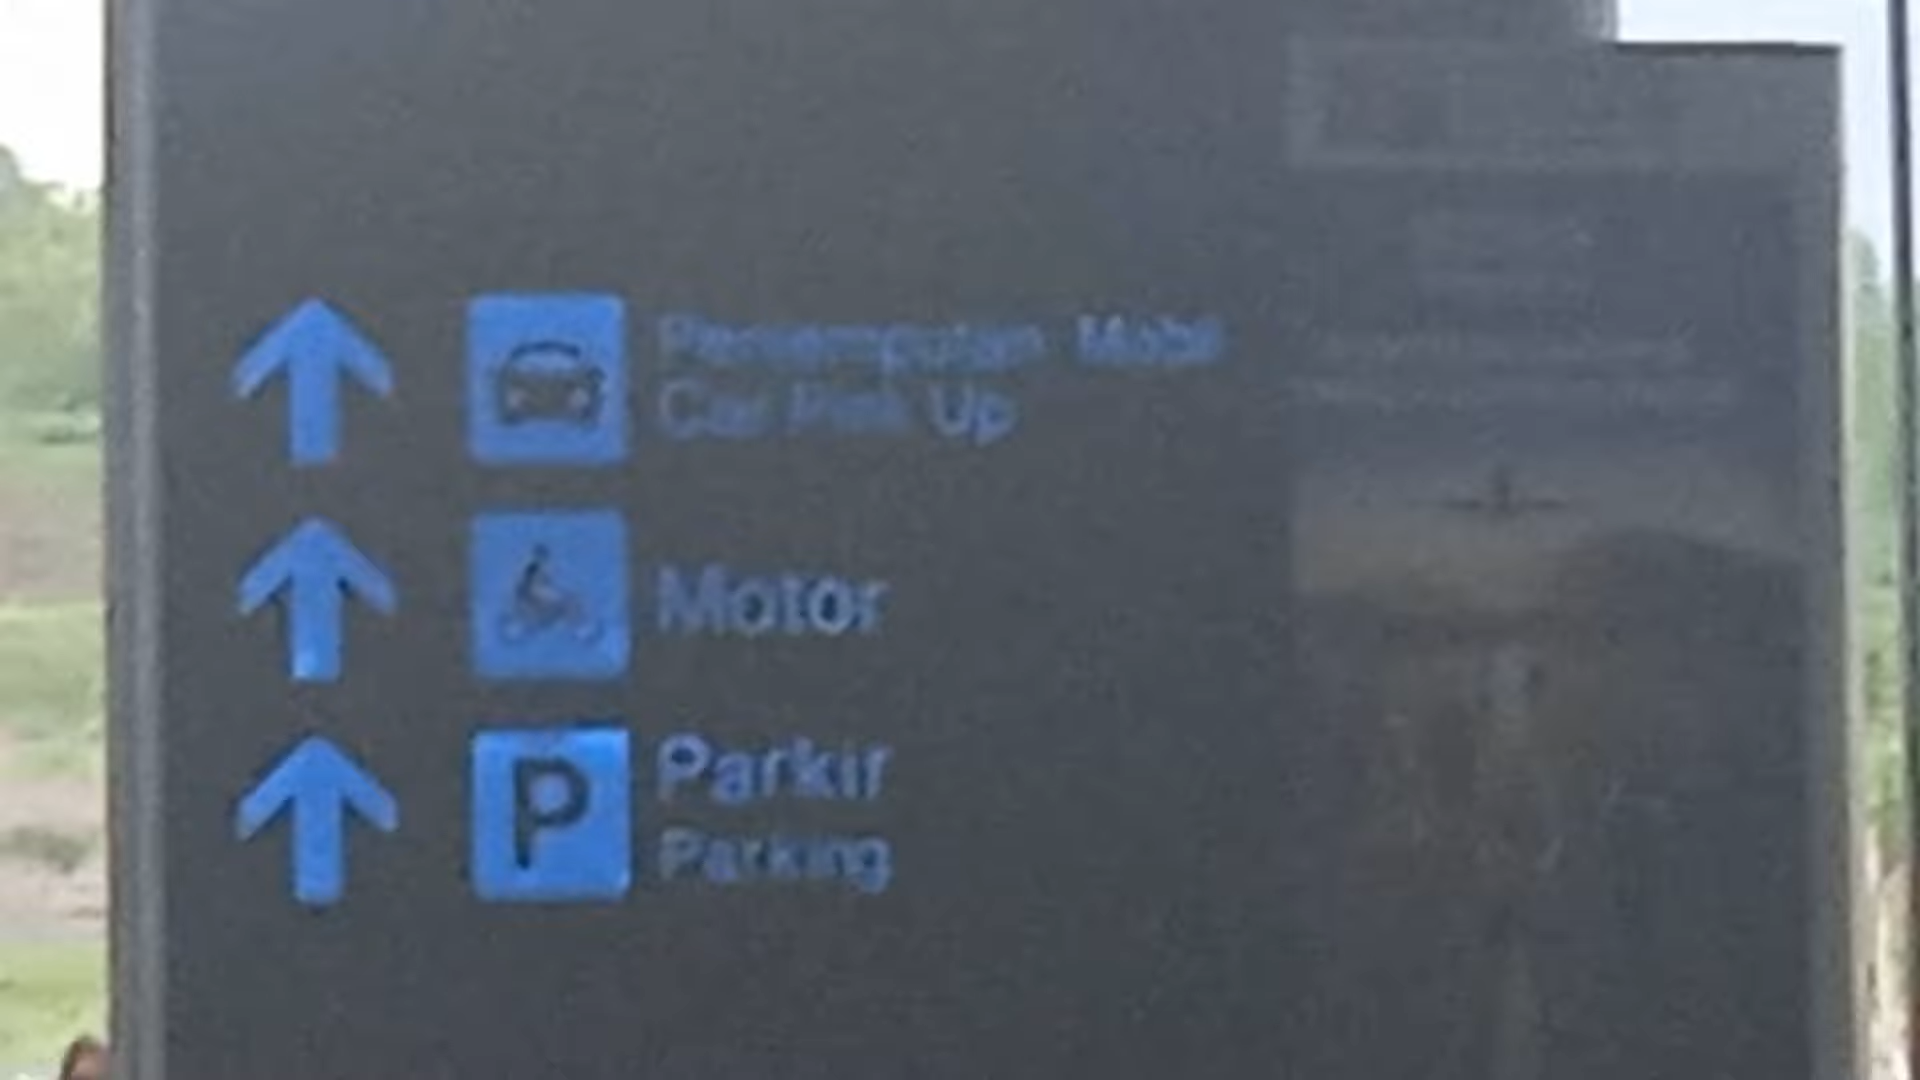 Penjemputan Mobil
Car Pick Up
Motor
P
Parkir
Parking